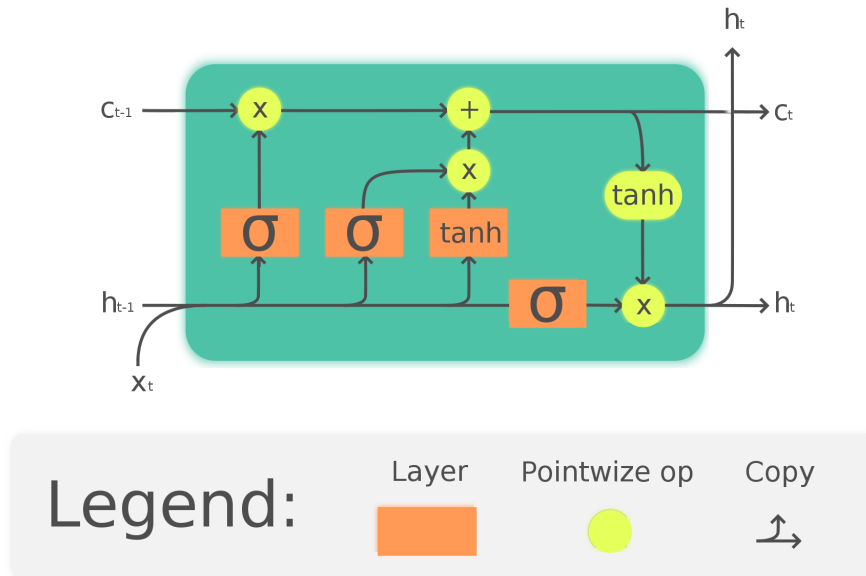 ht
ct-1
x
+
ct
x
tanh
σ
σ
tanh
ht-1
σ
x
ht
xt
Legend:
Layer
Pointwize op
Copy